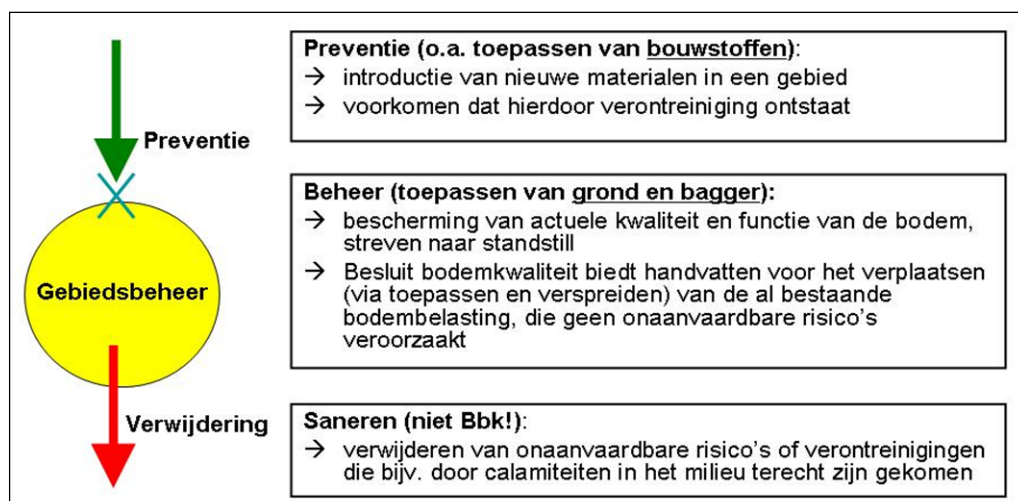 Preventie (o.a. toepassen van bouwstoffen):
→ introductie van nieuwe materialen in een gebied
→ voorkomen dat hierdoor verontreiniging ontstaat
Preventie
Beheer (toepassen van grond en bagger):
→ bescherming van actuele kwaliteit en functie van de bodem,
streven naar standstill
→ Besluit bodemkwaliteit biedt handvatten voor het verplaatsen
(via toepassen en verspreiden) van de al bestaande
bodembelasting, die geen onaanvaardbare risico's
veroorzaakt
Gebiedsbeheer
Verwijdering
Saneren (niet Bbk!):
→ verwijderen van onaanvaardbare risico's of verontreinigingen
die bijv. door calamiteiten in het milieu terecht zijn gekomen